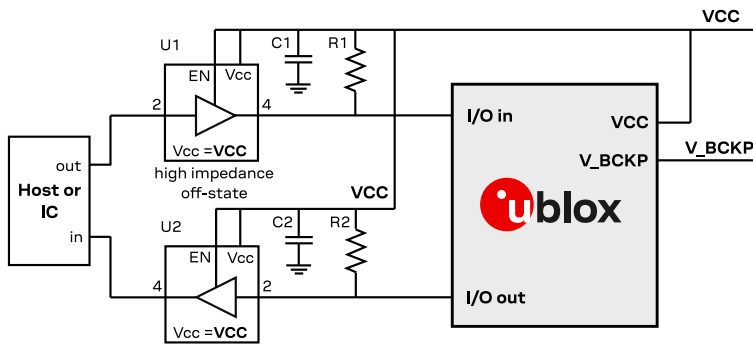 VCC
U1
C1
R1
EN
Vcc
2
4
Vcc =VCC
high impedance
off-state
out
Host or
IC
in
I/O in
VCC
V_BCKP
V_BCKP
ublox
I/O out
VCC
U2
C2
R2
EN
Vcc
4
2
Vcc =VCC